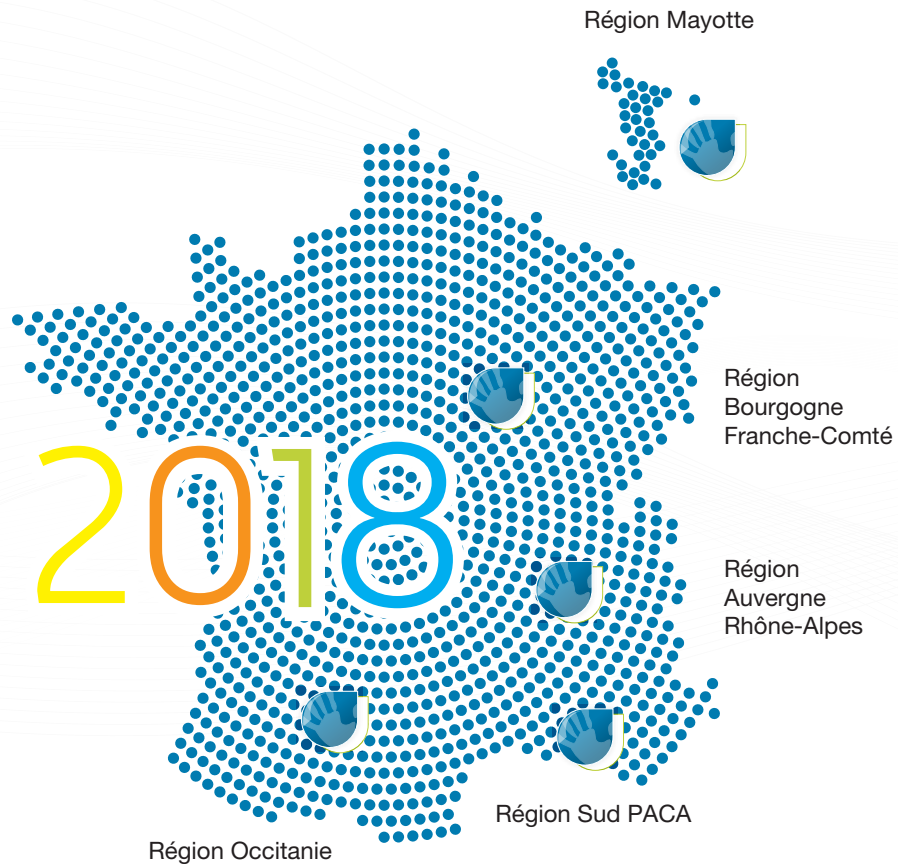 Région Mayotte
Région
Bourgogne
Franche-Comté
2018
Région
Auvergne
Rhône-Alpes
Région Sud PACA
Région Occitanie